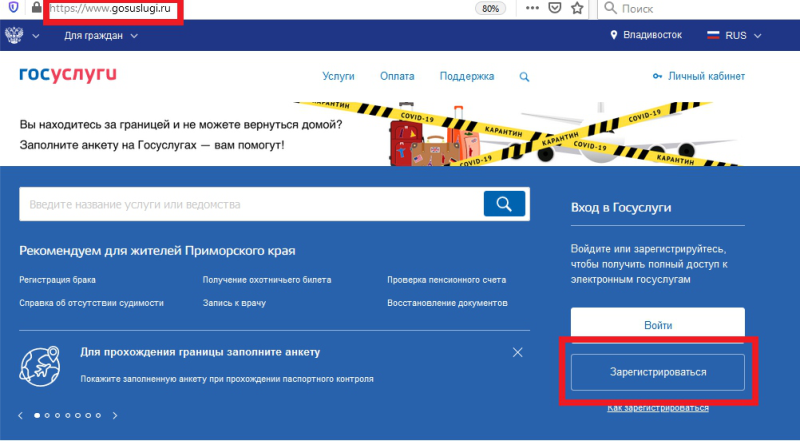 https://www.gosuslugi.ru
80%
Поиск
Для граждан
Владивосток
RUS
госуслуги
Услуги
Оплата
Поддержка
Личный кабинет
Вы находитесь за границей и не можете вернуться домой?
Заполните анкету на Госуслугах — вам помогут!
КАРАНТИН
COVID-19
КАРАНТИН
COVID-19
КАРАНТИН
COVID-19
КАРАНТИН
Введите название услуги или ведомства
Рекомендуем для жителей Приморского края
Регистрация брака
Получение охотничьего билета
Проверка пенсионного счета
Справка об отсутствии судимости
Запись к врачу
Восстановление документов
Для прохождения границы заполните анкету
Покажите заполненную анкету при прохождении паспортного контроля
Вход в Госуслуги
Войдите или зарегистрируйтесь,
чтобы получить полный доступ к
электронным госуслугам
Войти
Зарегистрироваться
Как зарегистрироваться